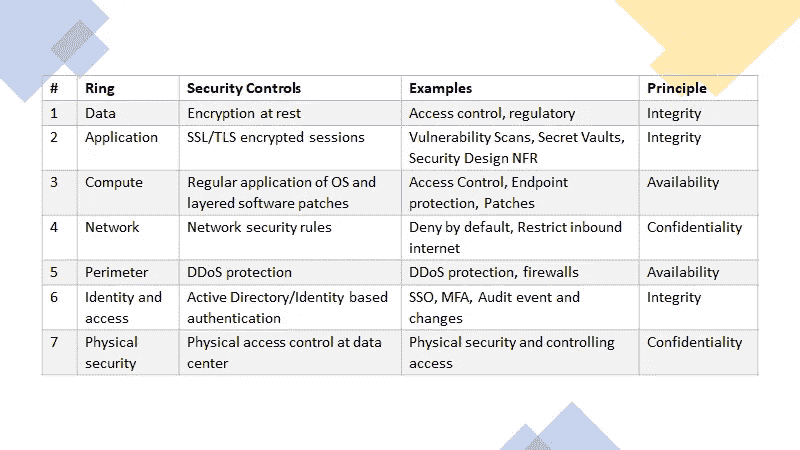 # Ring Security Controls Examples Principle
1 Data Encryption at rest Access control, regulatory Integrity
2 Application SSL/TLS encrypted sessions Vulnerability Scans, Secret Vaults, Integrity
Security Design NFR
3 Compute Regular application of OS and Access Control, Endpoint Availability
layered software patches protection, Patches
4 Network Network security rules Deny by default, Restrict inbound Confidentiality
internet
5 Perimeter DDoS protection DDoS protection, firewalls Availability
6 Identity and Active Directory/Identity based SSO, MFA, Audit event and Integrity
access authentication changes
7 Physical Physical access control at data Physical security and controlling Confidentiality
security center access